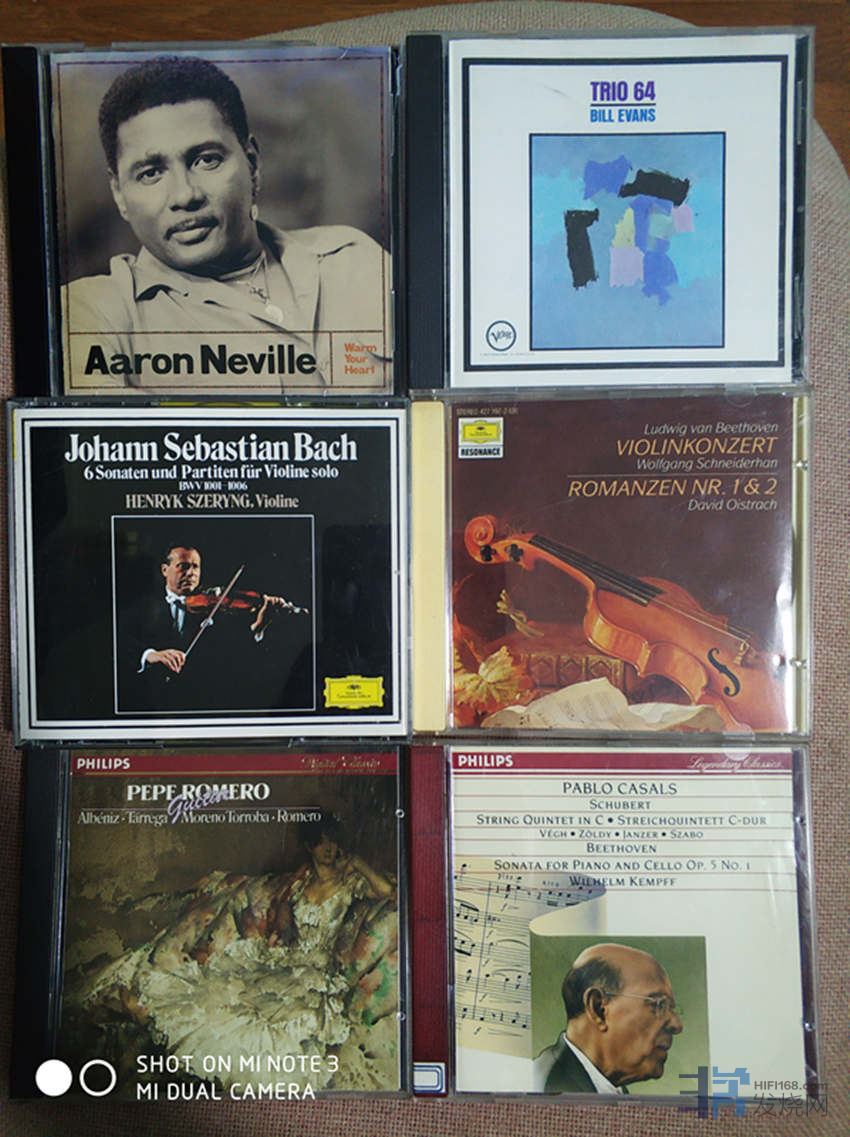 Aaron Neville
Warm
Your
Heart
TRIO 64
BILL EVANS
Verve
Johann Sebastian Bach
6 Sonaten und Partiten für Violine solo
BWV 1001-1006
HENRYK SZERYNG, Violine
RESONANCE
Ludwig van Beethoven
VIOLINKONZERT
Wolfgang Schneiderhan
ROMANZEN NR. 1 & 2
David Oistrach
PHILIPS
PEPE ROMERO
Guitar
Albéniz · Tárrega · Moreno Torroba · Romero
PHILIPS
Legendary Classics
PABLO CASALS
SCHUBERT
STRING QUINTET IN C • STREICHQUINTETT C-DUR
VÉGH • ZÖLDY • JANZER • SZABO
BEETHOVEN
SONATA FOR PIANO AND CELLO OP. 5 NO. 1
WILHELM KEMPFF
SHOT ON MI NOTE 3
MI DUAL CAMERA
HIFI168.com
发烧网